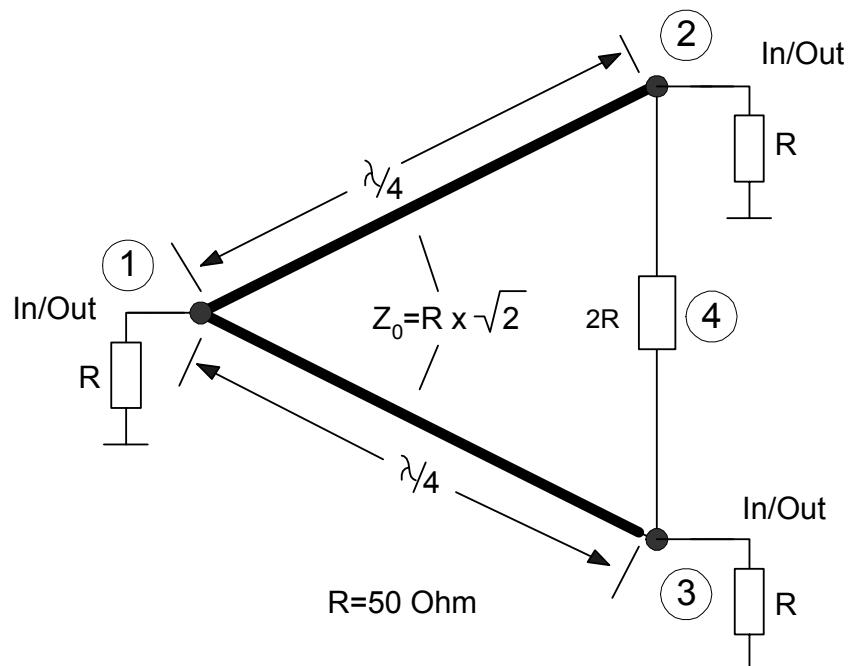 2
In/Out
R
λ/4
1
In/Out
R
Z₀=R x √2
2R
4
λ/4
In/Out
3
R
R=50 Ohm